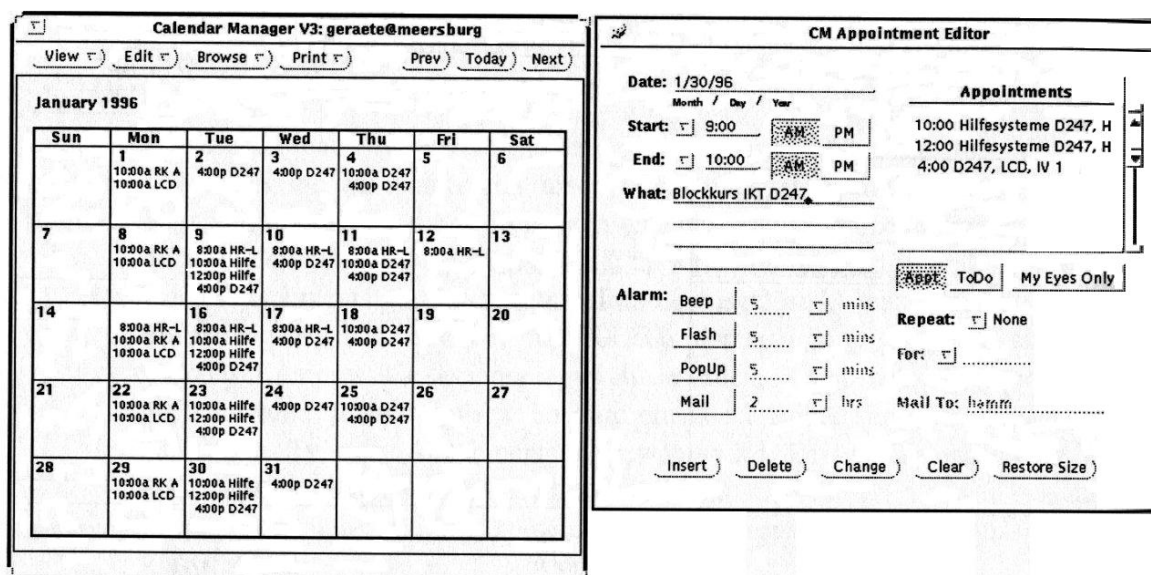 Calendar Manager V3: geraete@meersburg
View Edit Browse Print Prev Today Next
January 1996
Sun Mon Tue Wed Thu Fri Sat
1 2 3 4 5 6
10:00a RK A 4:00p D247 4:00p D247 10:00a D247
10:00a LCD 4:00p D247
7 8 9 10 11 12 13
10:00a RK A 8:00a HR-L 8:00a HR-L 8:00a HR-L 8:00a HR-L
10:00a LCD 10:00a Hilfe 4:00p D247 10:00a D247
12:00p Hilfe 4:00p D247
4:00p D247
14 16 17 18 19 20
8:00a HR-L 8:00a HR-L 8:00a HR-L 10:00a D247
10:00a RK A 10:00a Hilfe 4:00p D247 4:00p D247
10:00a LCD 12:00p Hilfe
4:00p D247
21 22 23 24 25 26 27
10:00a RK A 10:00a Hilfe 4:00p D247 10:00a D247
10:00a LCD 12:00p Hilfe 4:00p D247
4:00p D247
28 29 30 31
10:00a RK A 10:00a Hilfe 4:00p D247
10:00a LCD 12:00p Hilfe
4:00p D247
CM Appointment Editor
Date: 1/30/96
Month / Day / Year
Start: 9:00 AM PM
End: 10:00 AM PM
What: Blockkurs IKT D247
Appointments
10:00 Hilfesysteme D247, H
12:00 Hilfesysteme D247, H
4:00 D247, LCD, IV 1
Appt ToDo My Eyes Only
Alarm: Beep 5 mins
Flash 5 mins
PopUp 5 mins
Mail 2 hrs
Repeat: None
For:
Mail To: hamm
Insert Delete Change Clear Restore Size